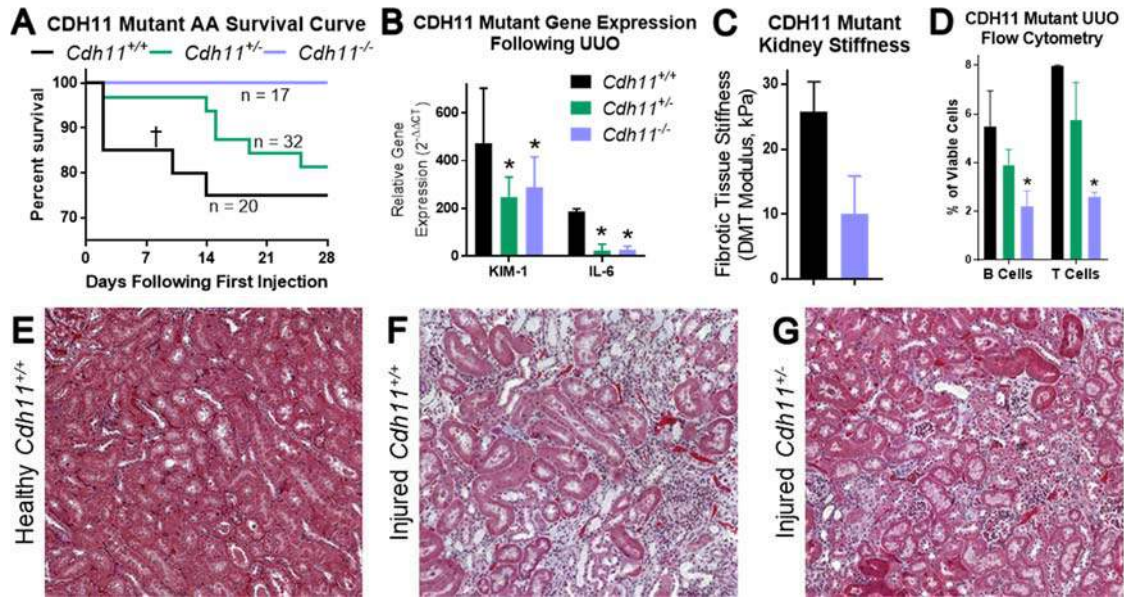 A
CDH11 Mutant AA Survival Curve
Cdh11+/+ Cdh11+/- Cdh11-/-
Percent survival
100
90
80
70
n = 17
n = 32
n = 20
†
0 7 14 21 28
Days Following First Injection
B
CDH11 Mutant Gene Expression
Following UUO
Relative Gene
Expression (2-ΔΔCT)
600
400
200
0
Cdh11+/+
Cdh11+/-
Cdh11-/-
* * * *
KIM-1 IL-6
C
CDH11 Mutant
Kidney Stiffness
Fibrotic Tissue Stiffness
(DMT Modulus, kPa)
30
20
10
0
D
CDH11 Mutant UUO
Flow Cytometry
% of Viable Cells
8
6
4
2
0
* *
B Cells T Cells
E
Healthy Cdh11+/+
F
Injured Cdh11+/+
G
Injured Cdh11+/-